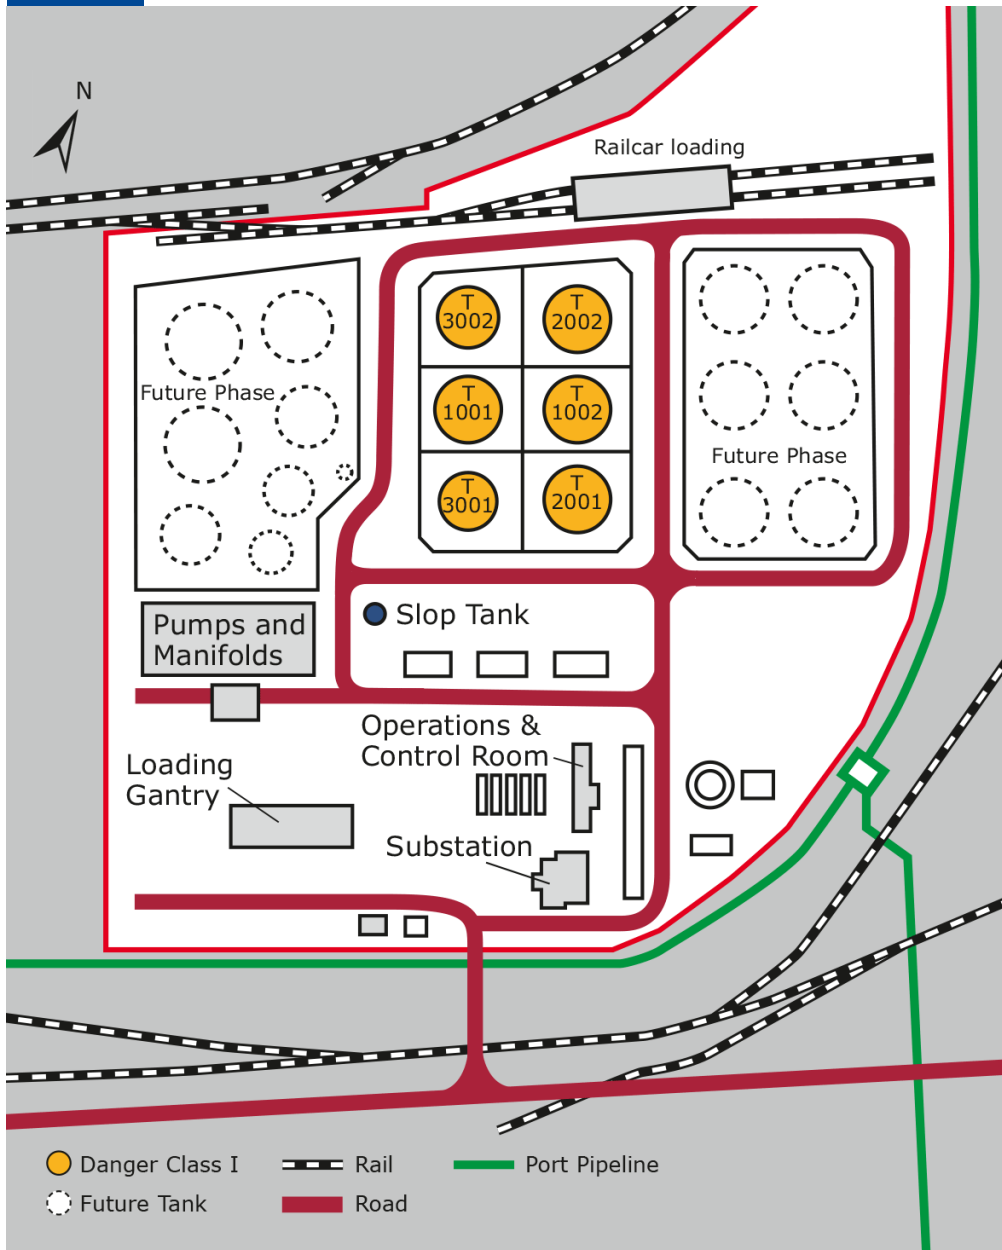 N
Railcar loading
T
3002
T
2002
Future Phase
T
1001
T
1002
Future Phase
T
3001
T
2001
Slop Tank
Pumps and
Manifolds
Operations &
Control Room
Loading
Gantry
Substation
Danger Class I
Rail
Port Pipeline
Future Tank
Road